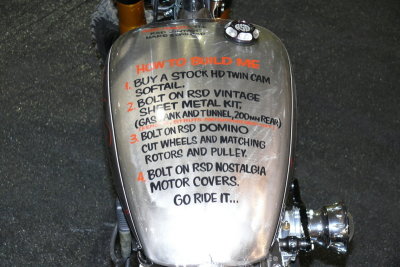 HOW TO BUILD ME
1. BUY A STOCK HD TWIN CAM
SOFTAIL.
2. BOLT ON RSD VINTAGE
SHEET METAL KIT,
(GAS TANK AND TUNNEL, 200MM REAR)
3. BOLT ON RSD DOMINO
CUT WHEELS AND MATCHING
ROTORS AND PULLEY.
4 BOLT ON RSD NOSTALGIA
MOTOR COVERS.
GO RIDE IT...